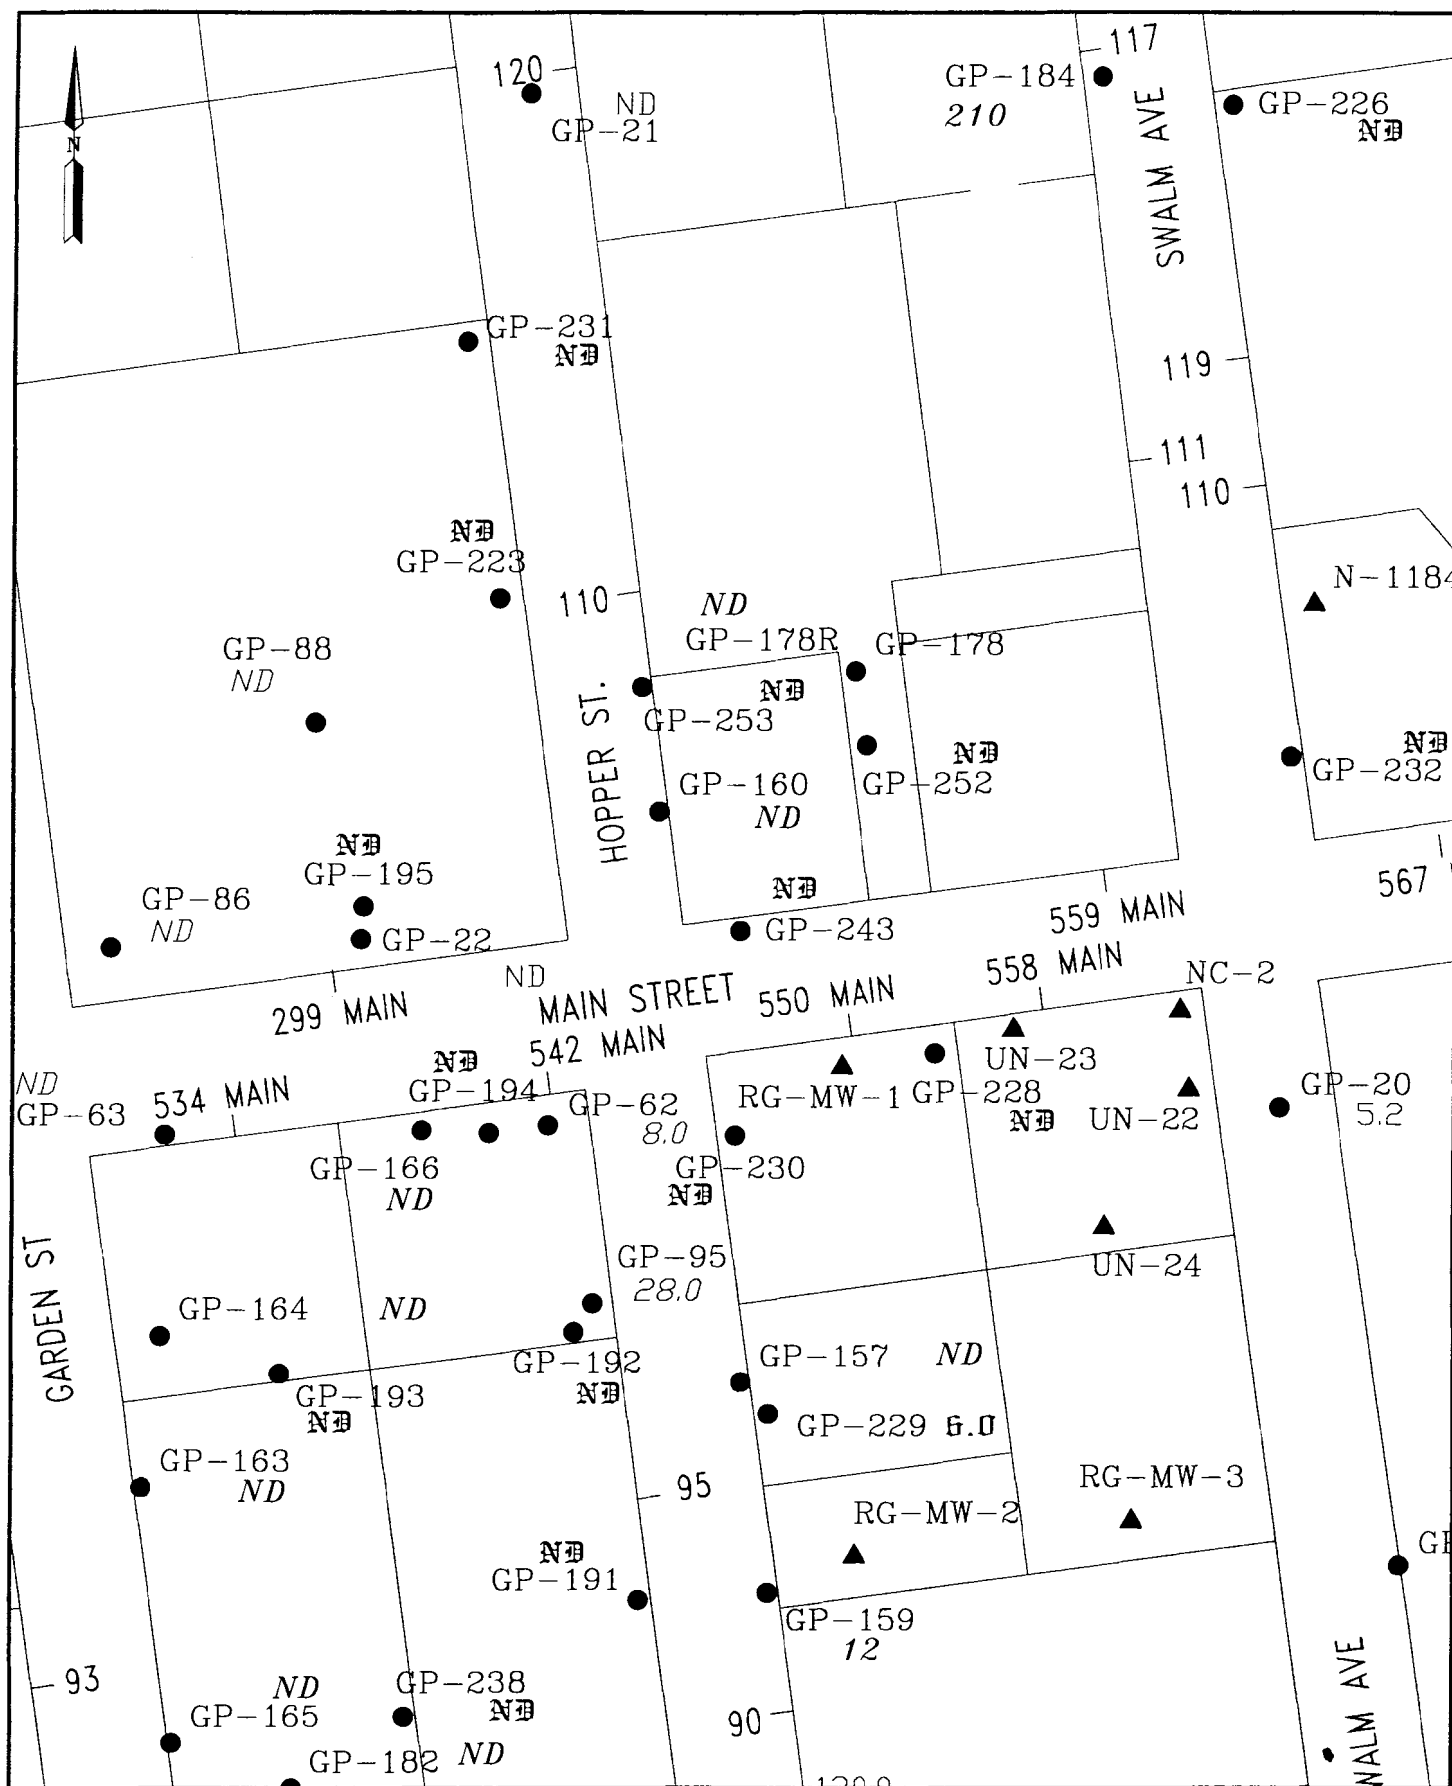 120
117
GP-184
210
GP-226
ND
ND
GP-21
N
SWALM AVE
GP-231
ND
119
111
110
ND
GP-223
110
N-1184
ND
GP-178R
GP-178
GP-88
ND
HOPPER ST.
ND
GP-253
ND
GP-252
ND
GP-232
GP-160
ND
ND
GP-195
GP-86
ND
GP-22
ND
ND
GP-243
567
559 MAIN
558 MAIN
550 MAIN
MAIN STREET
299 MAIN
542 MAIN
NC-2
UN-23
ND
GP-63
534 MAIN
ND
GP-194
GP-62
8.0
RG-MW-1
GP-228
ND
UN-22
GP-20
5.2
GP-166
ND
GP-230
ND
GARDEN ST
GP-95
28.0
UN-24
GP-164
ND
GP-192
ND
GP-157 ND
GP-193
ND
GP-229 6.0
GP-163
ND
95
RG-MW-3
RG-MW-2
ND
GP-191
GP-159
12
93
ND
GP-165
GP-238
ND
90
GP-182 ND
WALM AVE